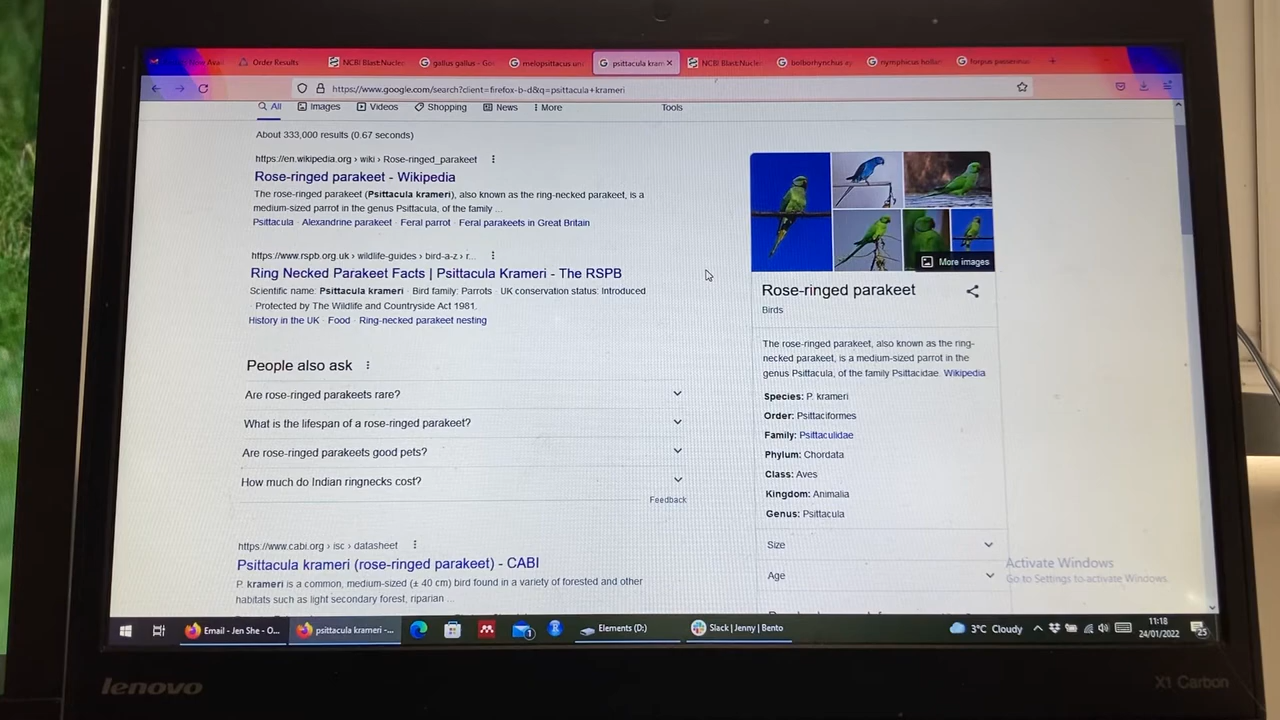 Order Results
NCBI Blast:Nucle
gallus gallus - Go
melopsittacus un
psittacula kram
NCBI Blast:Nucle
bolborhynchus
nymphicus hollan
forpus passerinus
https://www.google.com/search?client=firefox-b-d&q=psittacula+krameri
All
Images
Videos
Shopping
News
More
Tools
About 333,000 results (0.67 seconds)
https://en.wikipedia.org › wiki › Rose-ringed_parakeet
Rose-ringed parakeet - Wikipedia
The rose-ringed parakeet (Psittacula krameri), also known as the ring-necked parakeet, is a
medium-sized parrot in the genus Psittacula, of the family ...
Psittacula · Alexandrine parakeet · Feral parrot · Feral parakeets in Great Britain
https://www.rspb.org.uk › wildlife-guides › bird-a-z › r...
Ring Necked Parakeet Facts | Psittacula Krameri - The RSPB
Scientific name: Psittacula krameri · Bird family: Parrots · UK conservation status: Introduced
· Protected by The Wildlife and Countryside Act 1981.
History in the UK · Food · Ring-necked parakeet nesting
People also ask
Are rose-ringed parakeets rare?
What is the lifespan of a rose-ringed parakeet?
Are rose-ringed parakeets good pets?
How much do Indian ringnecks cost?
Feedback
https://www.cabi.org › isc › datasheet
Psittacula krameri (rose-ringed parakeet) - CABI
P. krameri is a common, medium-sized (± 40 cm) bird found in a variety of forested and other
habitats such as light secondary forest, riparian ...
More images
Rose-ringed parakeet
Birds
The rose-ringed parakeet, also known as the ring-
necked parakeet, is a medium-sized parrot in the
genus Psittacula, of the family Psittacidae. Wikipedia
Species: P. krameri
Order: Psittaciformes
Family: Psittaculidae
Phylum: Chordata
Class: Aves
Kingdom: Animalia
Genus: Psittacula
Size
Age
Activate Windows
Go to Settings to activate Windows.
Email - Jen She - O...
psittacula krameri -...
1
Elements (D:)
Slack | Jenny | Bento
3°C Cloudy
11:18
24/01/2022
25
lenovo
X1 Carbon